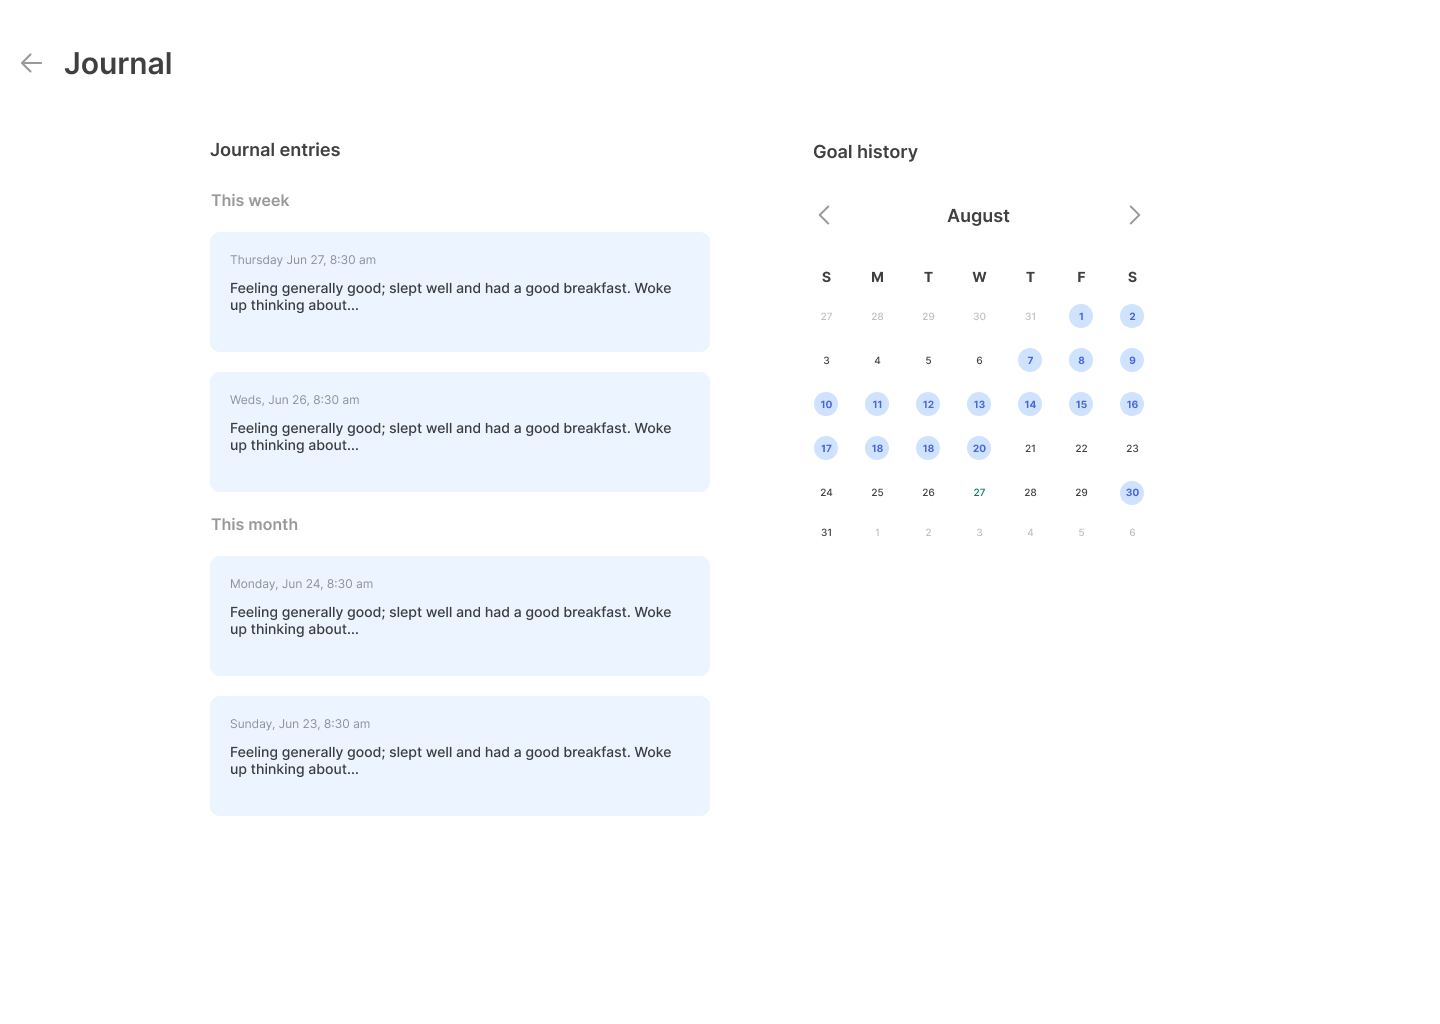 Journal
Journal entries
This week
Thursday Jun 27, 8:30 am
Feeling generally good; slept well and had a good breakfast. Woke
up thinking about...
Weds, Jun 26, 8:30 am
Feeling generally good; slept well and had a good breakfast. Woke
up thinking about...
This month
Monday, Jun 24, 8:30 am
Feeling generally good; slept well and had a good breakfast. Woke
up thinking about...
Sunday, Jun 23, 8:30 am
Feeling generally good; slept well and had a good breakfast. Woke
up thinking about...
Goal history
August
S M T W T F S
27 28 29 30 31 1 2
3 4 5 6 7 8 9
10 11 12 13 14 15 16
17 18 18 20 21 22 23
24 25 26 27 28 29 30
31 1 2 3 4 5 6